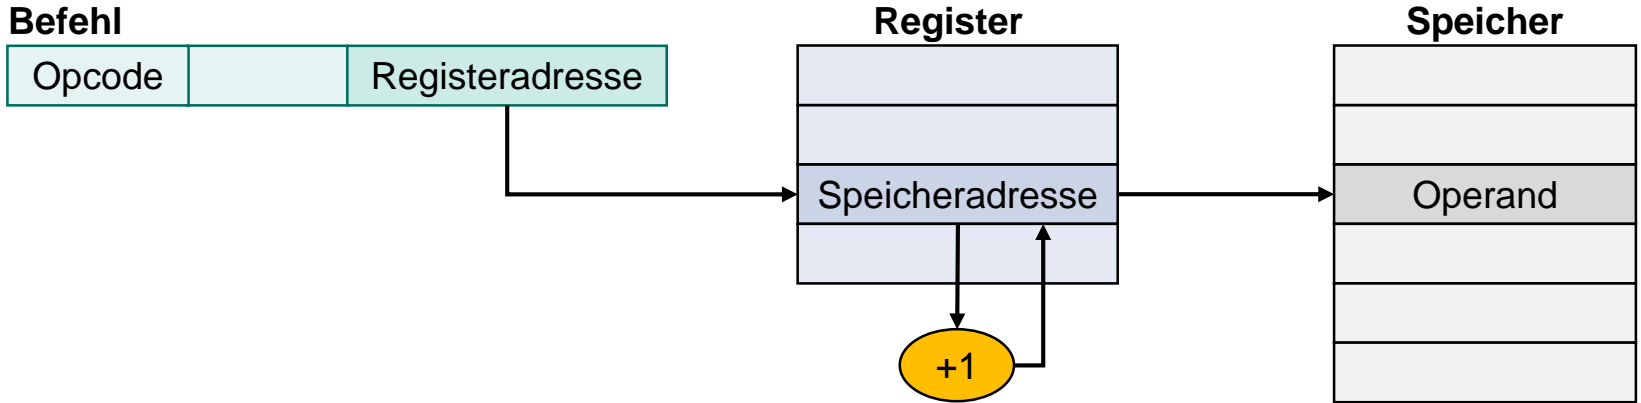 Befehl
Register
Speicher
Opcode
Registeradresse
Speicheradresse
Operand
+1